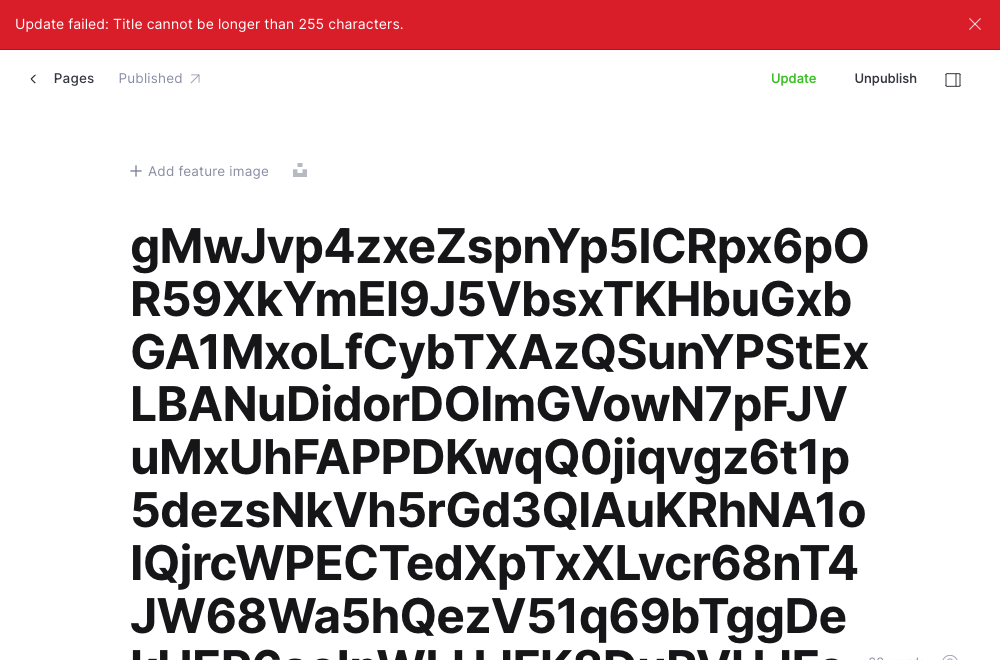 Update failed: Title cannot be longer than 255 characters.
Pages Published Update Unpublish
Add feature image
gMwJvp4zxeZspnYp5ICRpx6pO
R59XkYmEI9J5VbsxTKHbuGxb
GA1MxoLfCybTXAzQSunYPStEx
LBANuDidorDOImGVowN7pFJV
uMxUhFAPPDKwqQ0jiqvgz6t1p
5dezsNkVh5rGd3QIAuKRhNA1o
IQjrcWPECTedXpTxXLvcr68nT4
JW68Wa5hQezV51q69bTggDe